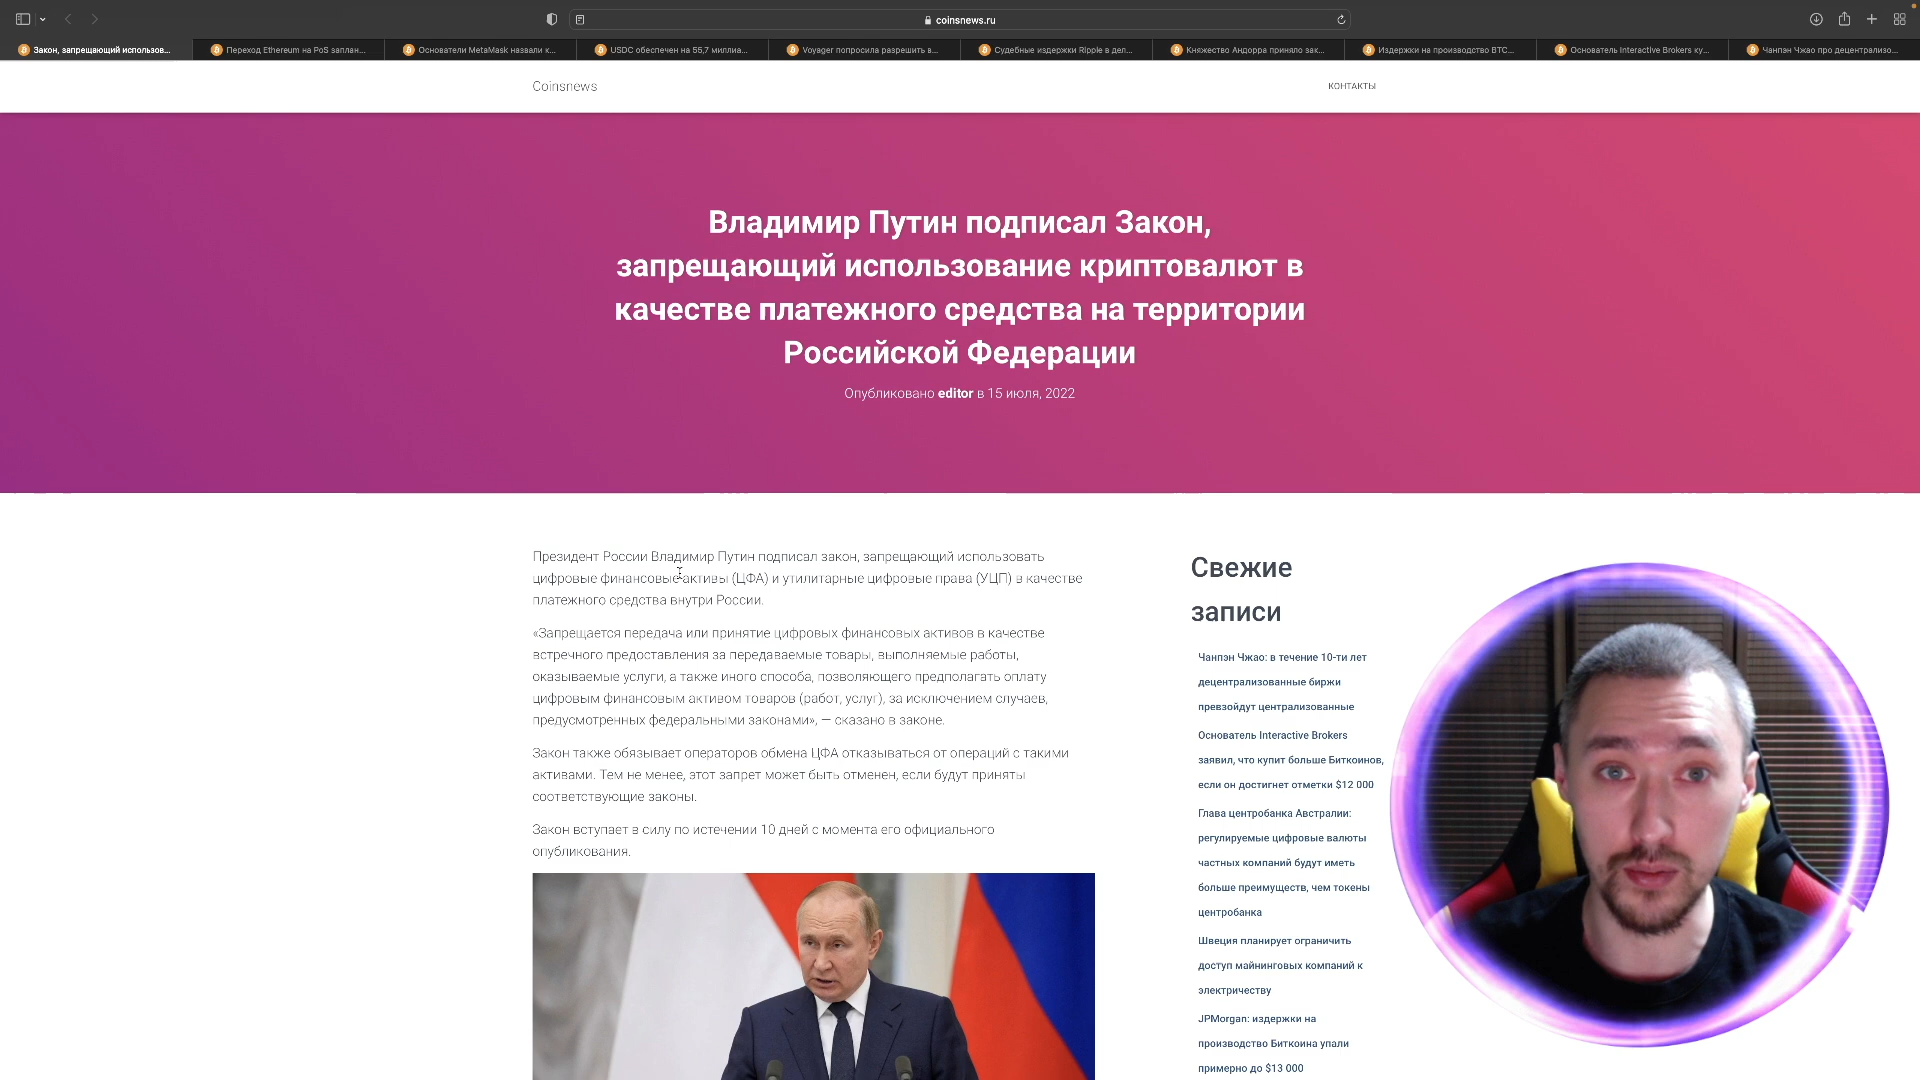 coinsnews.ru
Закон, запрещающий использов...
Переход Ethereum на PoS заплан...
Основатели MetaMask назвали к...
USDC обеспечен на 55,7 миллиа...
Voyager попросила разрешить в...
Судебные издержки Ripple в дел...
Княжество Андорра приняло зак...
Издержки на производство BTC...
Основатель Interactive Brokers ку...
Чанпэн Чжао про децентрализо...
Coinsnews
КОНТАКТЫ
Владимир Путин подписал Закон,
запрещающий использование криптовалют в
качестве платежного средства на территории
Российской Федерации
Опубликовано editor в 15 июля, 2022
Президент России Владимир Путин подписал закон, запрещающий использовать
цифровые финансовые активы (ЦФА) и утилитарные цифровые права (УЦП) в качестве
платежного средства внутри России.
«Запрещается передача или принятие цифровых финансовых активов в качестве
встречного предоставления за передаваемые товары, выполняемые работы,
оказываемые услуги, а также иного способа, позволяющего предполагать оплату
цифровым финансовым активом товаров (работ, услуг), за исключением случаев,
предусмотренных федеральными законами», — сказано в законе.
Закон также обязывает операторов обмена ЦФА отказываться от операций с такими
активами. Тем не менее, этот запрет может быть отменен, если будут приняты
соответствующие законы.
Закон вступает в силу по истечении 10 дней с момента его официального
опубликования.
Свежие
записи
Чанпэн Чжао: в течение 10-ти лет
децентрализованные биржи
превзойдут централизованные
Основатель Interactive Brokers
заявил, что купит больше Биткоинов,
если он достигнет отметки $12 000
Глава центробанка Австралии:
регулируемые цифровые валюты
частных компаний будут иметь
больше преимуществ, чем токены
центробанка
Швеция планирует ограничить
доступ майнинговых компаний к
электричеству
JPMorgan: издержки на
производство Биткоина упали
примерно до $13 000